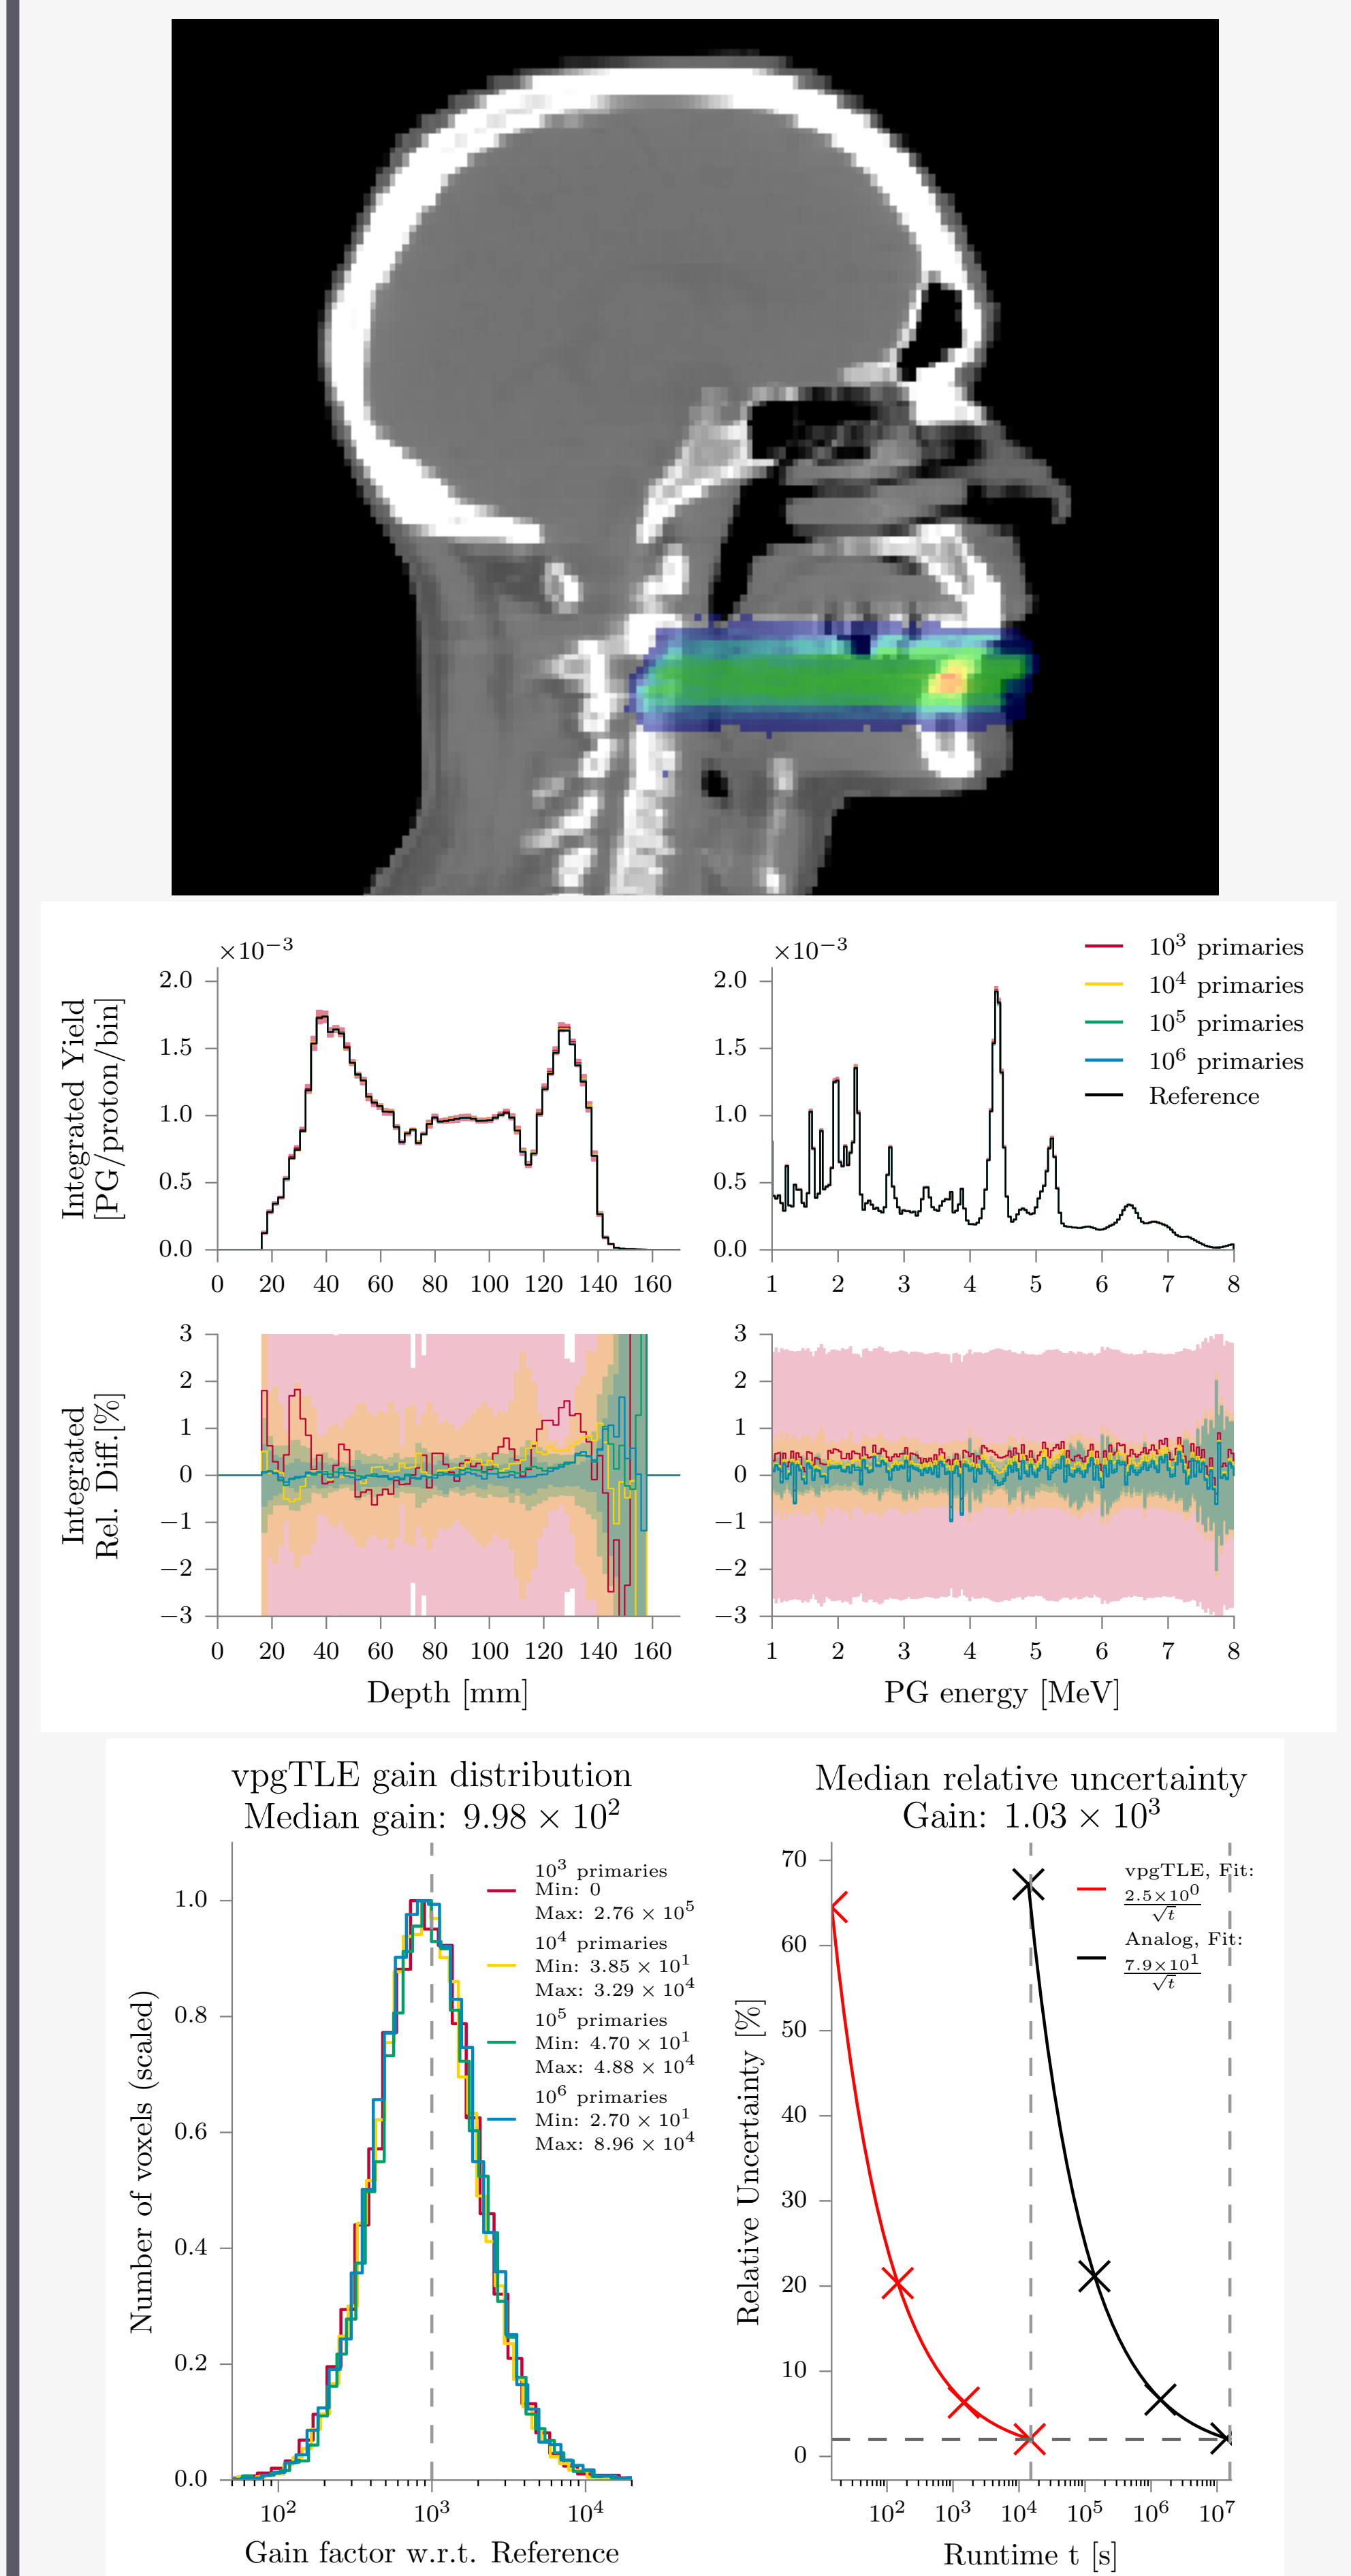 ×10⁻³
2.0
1.5
1.0
0.5
0.0
0 20 40 60 80 100 120 140 160
Integrated Yield
[PG/proton/bin]
×10⁻³
2.0
1.5
1.0
0.5
0.0
1 2 3 4 5 6 7 8
10³ primaries
10⁴ primaries
10⁵ primaries
10⁶ primaries
Reference
3
2
1
0
−1
−2
−3
0 20 40 60 80 100 120 140 160
Integrated
Rel. Diff.[%]
Depth [mm]
3
2
1
0
−1
−2
−3
1 2 3 4 5 6 7 8
PG energy [MeV]
vpgTLE gain distribution
Median gain: 9.98 × 10²
10³ primaries
Min: 0
Max: 2.76 × 10⁵
10⁴ primaries
Min: 3.85 × 10¹
Max: 3.29 × 10⁴
10⁵ primaries
Min: 4.70 × 10¹
Max: 4.88 × 10⁴
10⁶ primaries
Min: 2.70 × 10¹
Max: 8.96 × 10⁴
1.0
0.8
0.6
0.4
0.2
0.0
Number of voxels (scaled)
10² 10³ 10⁴
Gain factor w.r.t. Reference
Median relative uncertainty
Gain: 1.03 × 10³
vpgTLE, Fit:
2.5×10⁰
√t
Analog, Fit:
7.9×10¹
√t
70
60
50
40
30
20
10
0
Relative Uncertainty [%]
10² 10³ 10⁴ 10⁵ 10⁶ 10⁷
Runtime t [s]